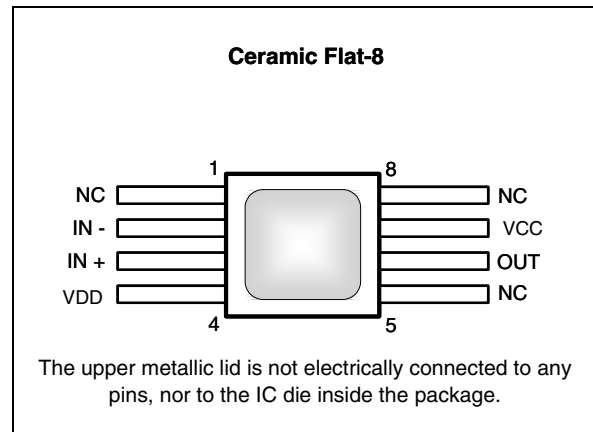 Ceramic Flat-8
1 8
NC NC
IN - VCC
IN + OUT
VDD NC
4 5
The upper metallic lid is not electrically connected to any
pins, nor to the IC die inside the package.